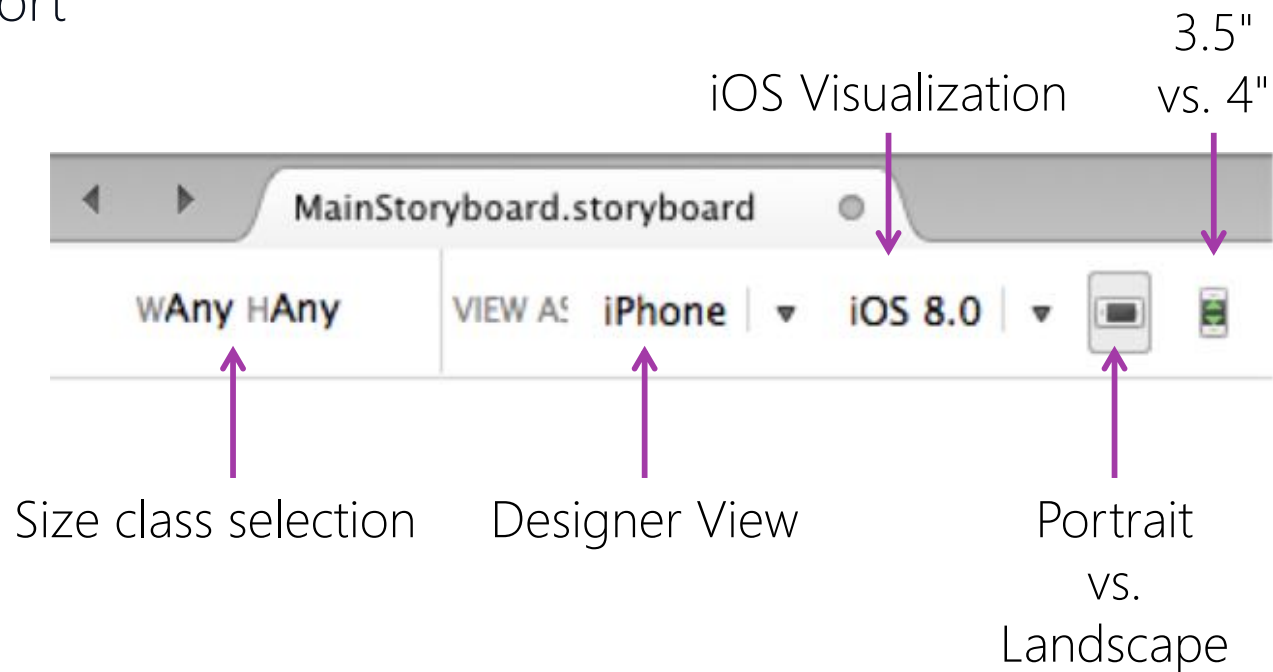 ort
3.5"
vs. 4"
iOS Visualization
MainStoryboard.storyboard
WAny HAny
VIEW AS iPhone iOS 8.0
Size class selection
Designer View
Portrait
vs.
Landscape